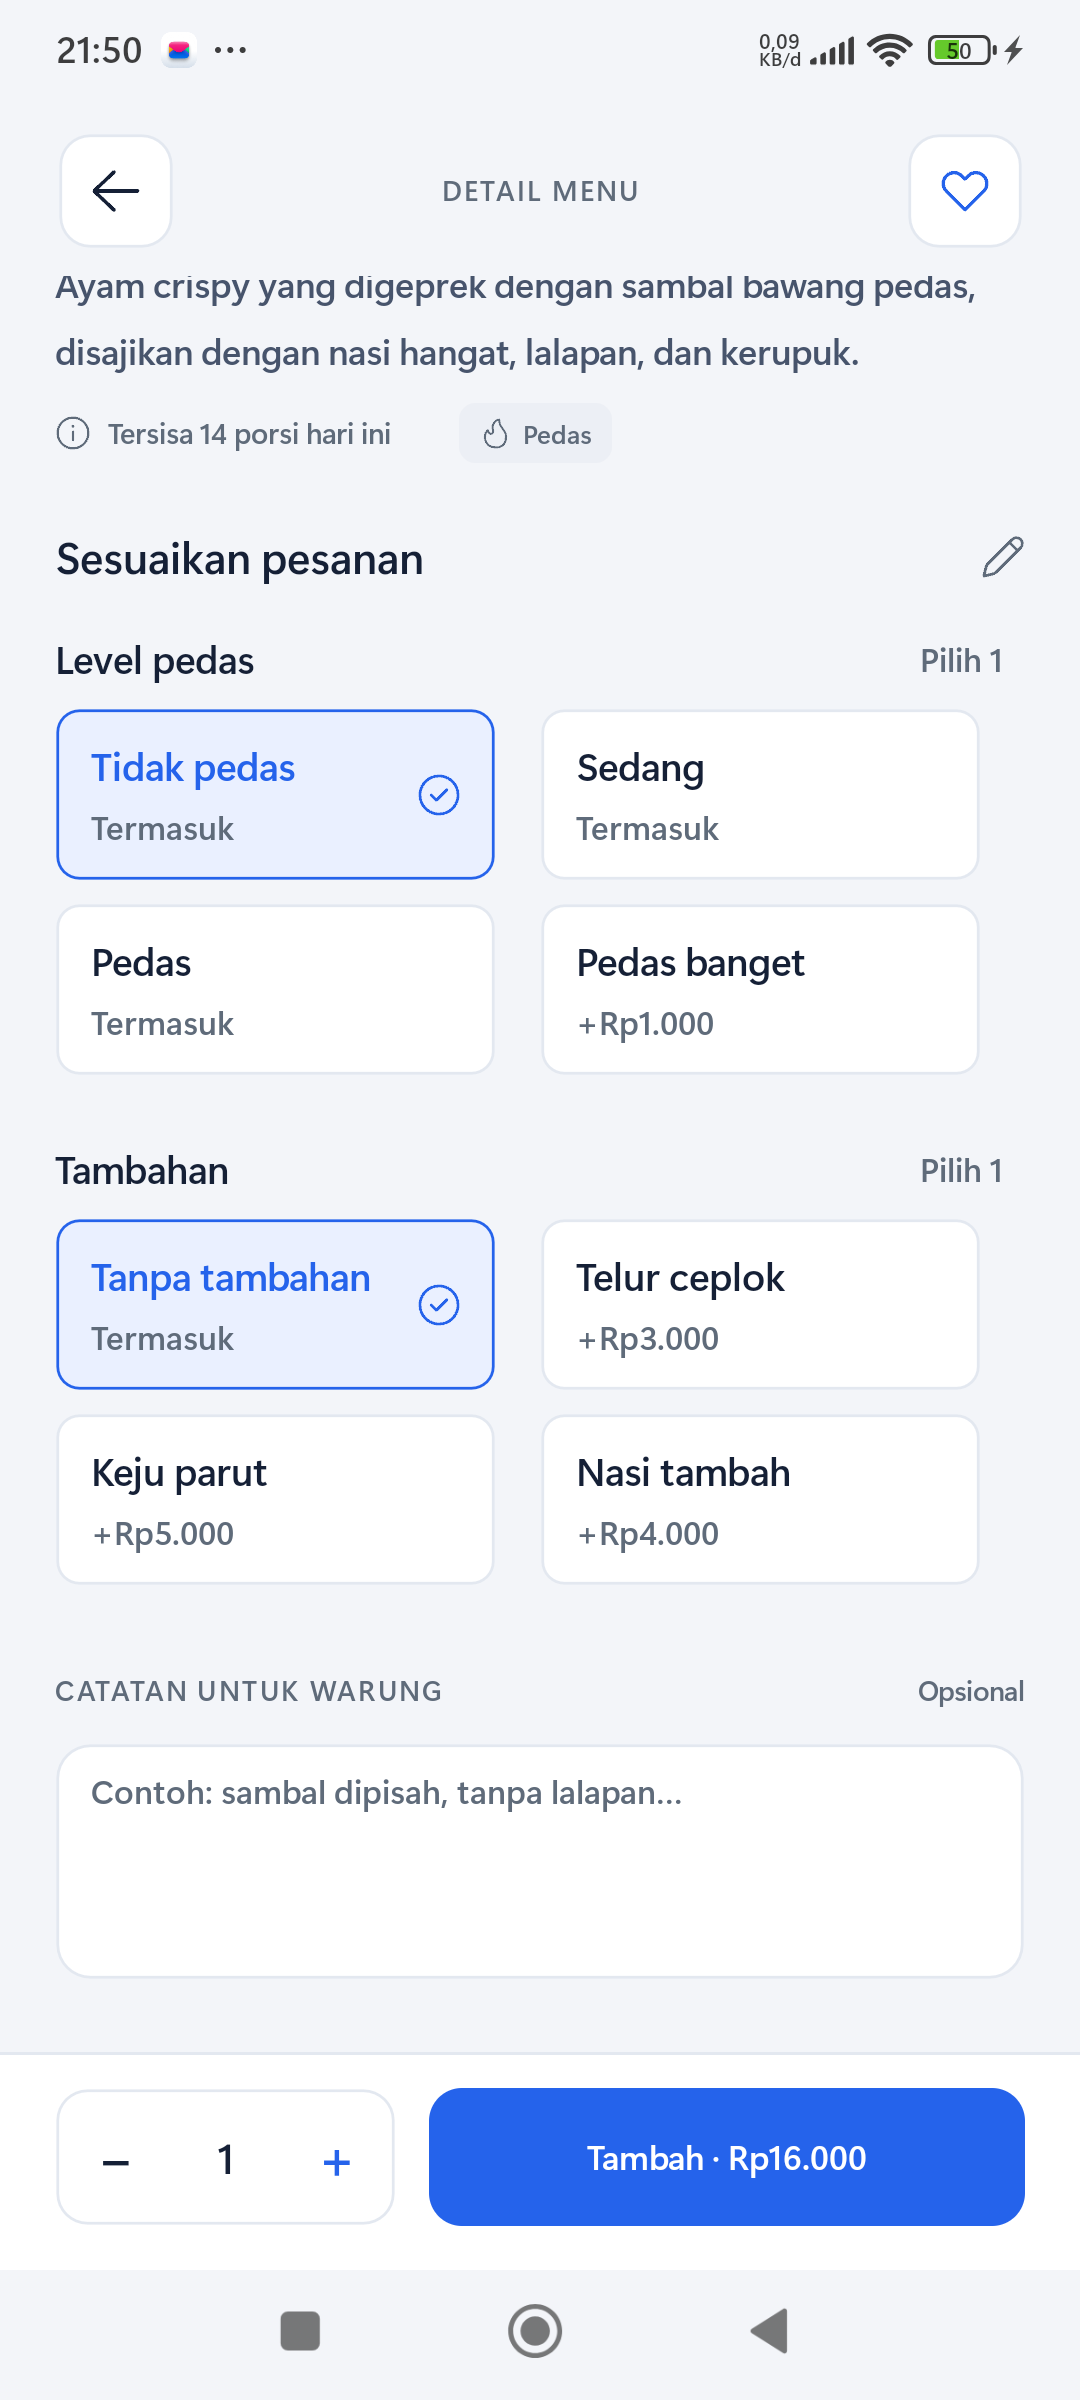 21:50
0,09
KB/d
50
DETAIL MENU
Ayam crispy yang digeprek dengan sambal bawang pedas,
disajikan dengan nasi hangat, lalapan, dan kerupuk.
Tersisa 14 porsi hari ini
Pedas
Sesuaikan pesanan
Level pedas
Pilih 1
Tidak pedas
Termasuk
Sedang
Termasuk
Pedas
Termasuk
Pedas banget
+Rp1.000
Tambahan
Pilih 1
Tanpa tambahan
Termasuk
Telur ceplok
+Rp3.000
Keju parut
+Rp5.000
Nasi tambah
+Rp4.000
CATATAN UNTUK WARUNG
Opsional
Contoh: sambal dipisah, tanpa lalapan...
− 1 +
Tambah · Rp16.000